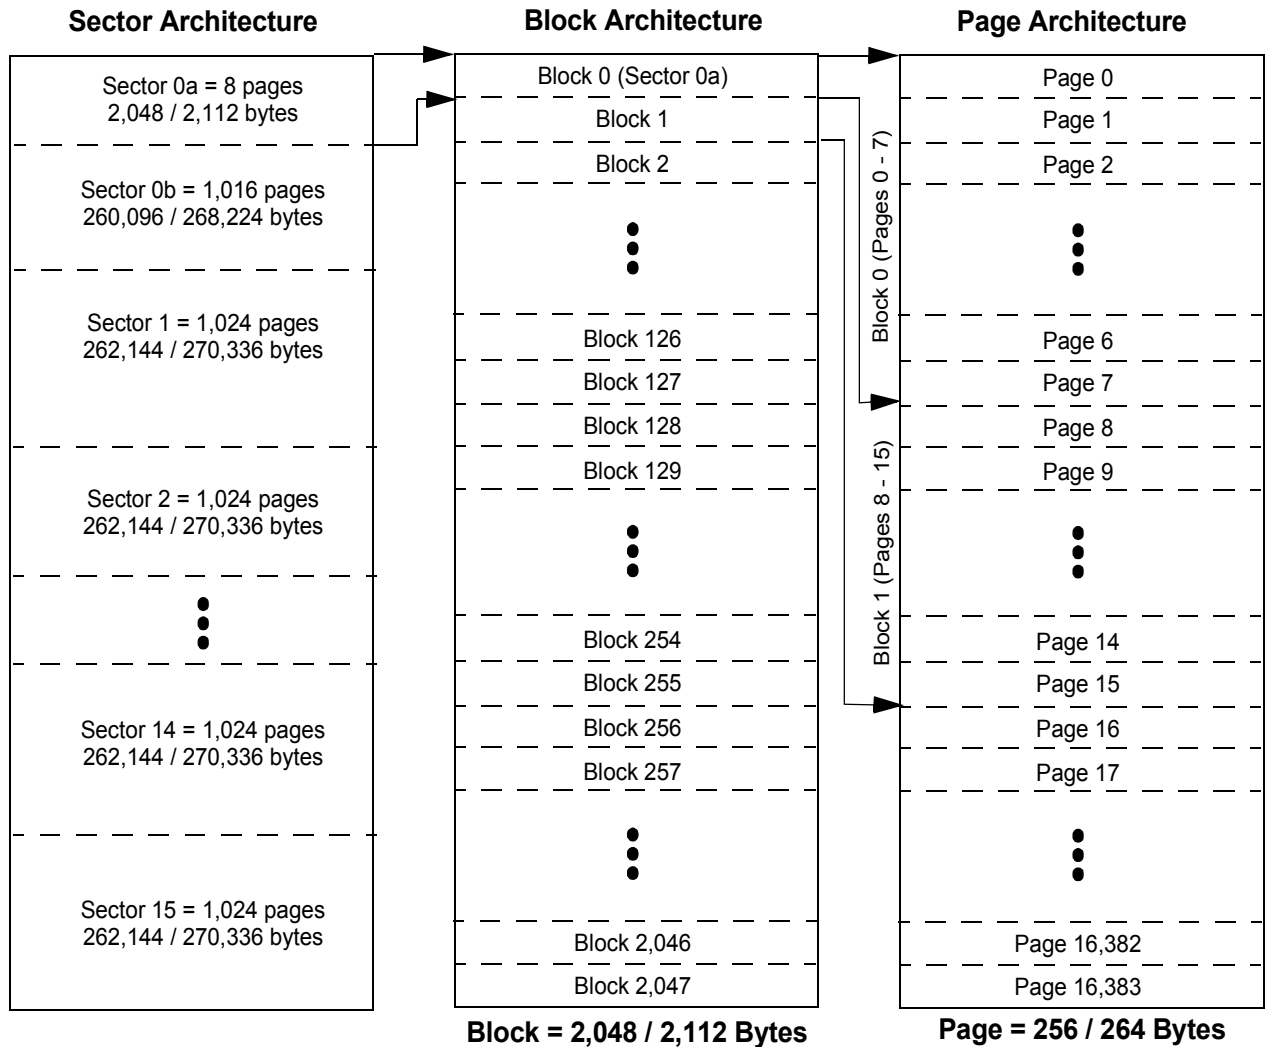 Sector Architecture
Sector 0a = 8 pages
2,048 / 2,112 bytes
Sector 0b = 1,016 pages
260,096 / 268,224 bytes
Sector 1 = 1,024 pages
262,144 / 270,336 bytes
Sector 2 = 1,024 pages
262,144 / 270,336 bytes
Sector 14 = 1,024 pages
262,144 / 270,336 bytes
Sector 15 = 1,024 pages
262,144 / 270,336 bytes
Block Architecture
Block 0 (Sector 0a)
Block 1
Block 2
Block 126
Block 127
Block 128
Block 129
Block 254
Block 255
Block 256
Block 257
Block 2,046
Block 2,047
Block = 2,048 / 2,112 Bytes
Block 0 (Pages 0 - 7)
Block 1 (Pages 8 - 15)
Page Architecture
Page 0
Page 1
Page 2
Page 6
Page 7
Page 8
Page 9
Page 14
Page 15
Page 16
Page 17
Page 16,382
Page 16,383
Page = 256 / 264 Bytes